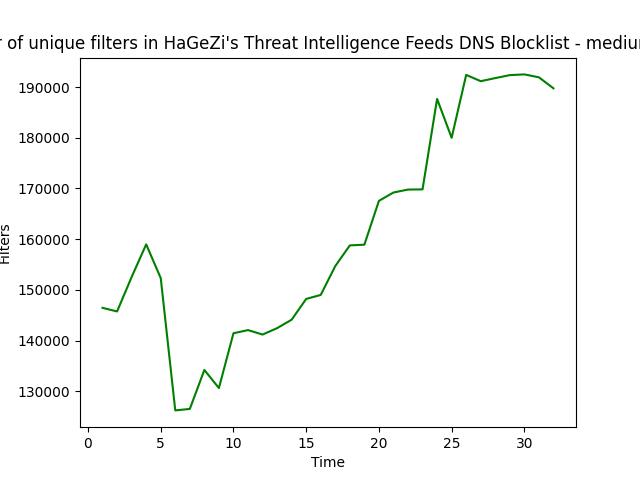 r of unique filters in HaGeZi's Threat Intelligence Feeds DNS Blocklist - mediu
190000
180000
170000
160000
150000
140000
130000
Filters
0 5 10 15 20 25 30
Time